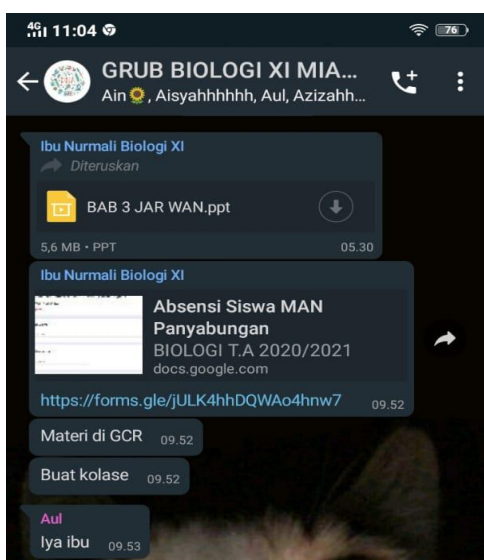 4G 11:04 76
GRUB BIOLOGI XI MIA...
Ain🌻, Aisyahhhhhh, Aul, Azizahh...
Ibu Nurmali Biologi XI
Diteruskan
BAB 3 JAR WAN.ppt
5,6 MB • PPT 05.30
Ibu Nurmali Biologi XI
Absensi Siswa MAN
Panyabungan
BIOLOGI T.A 2020/2021
docs.google.com
https://forms.gle/jULK4hhDQWAo4hnw7 09.52
Materi di GCR 09.52
Buat kolase 09.52
Aul
Iya ibu 09.53